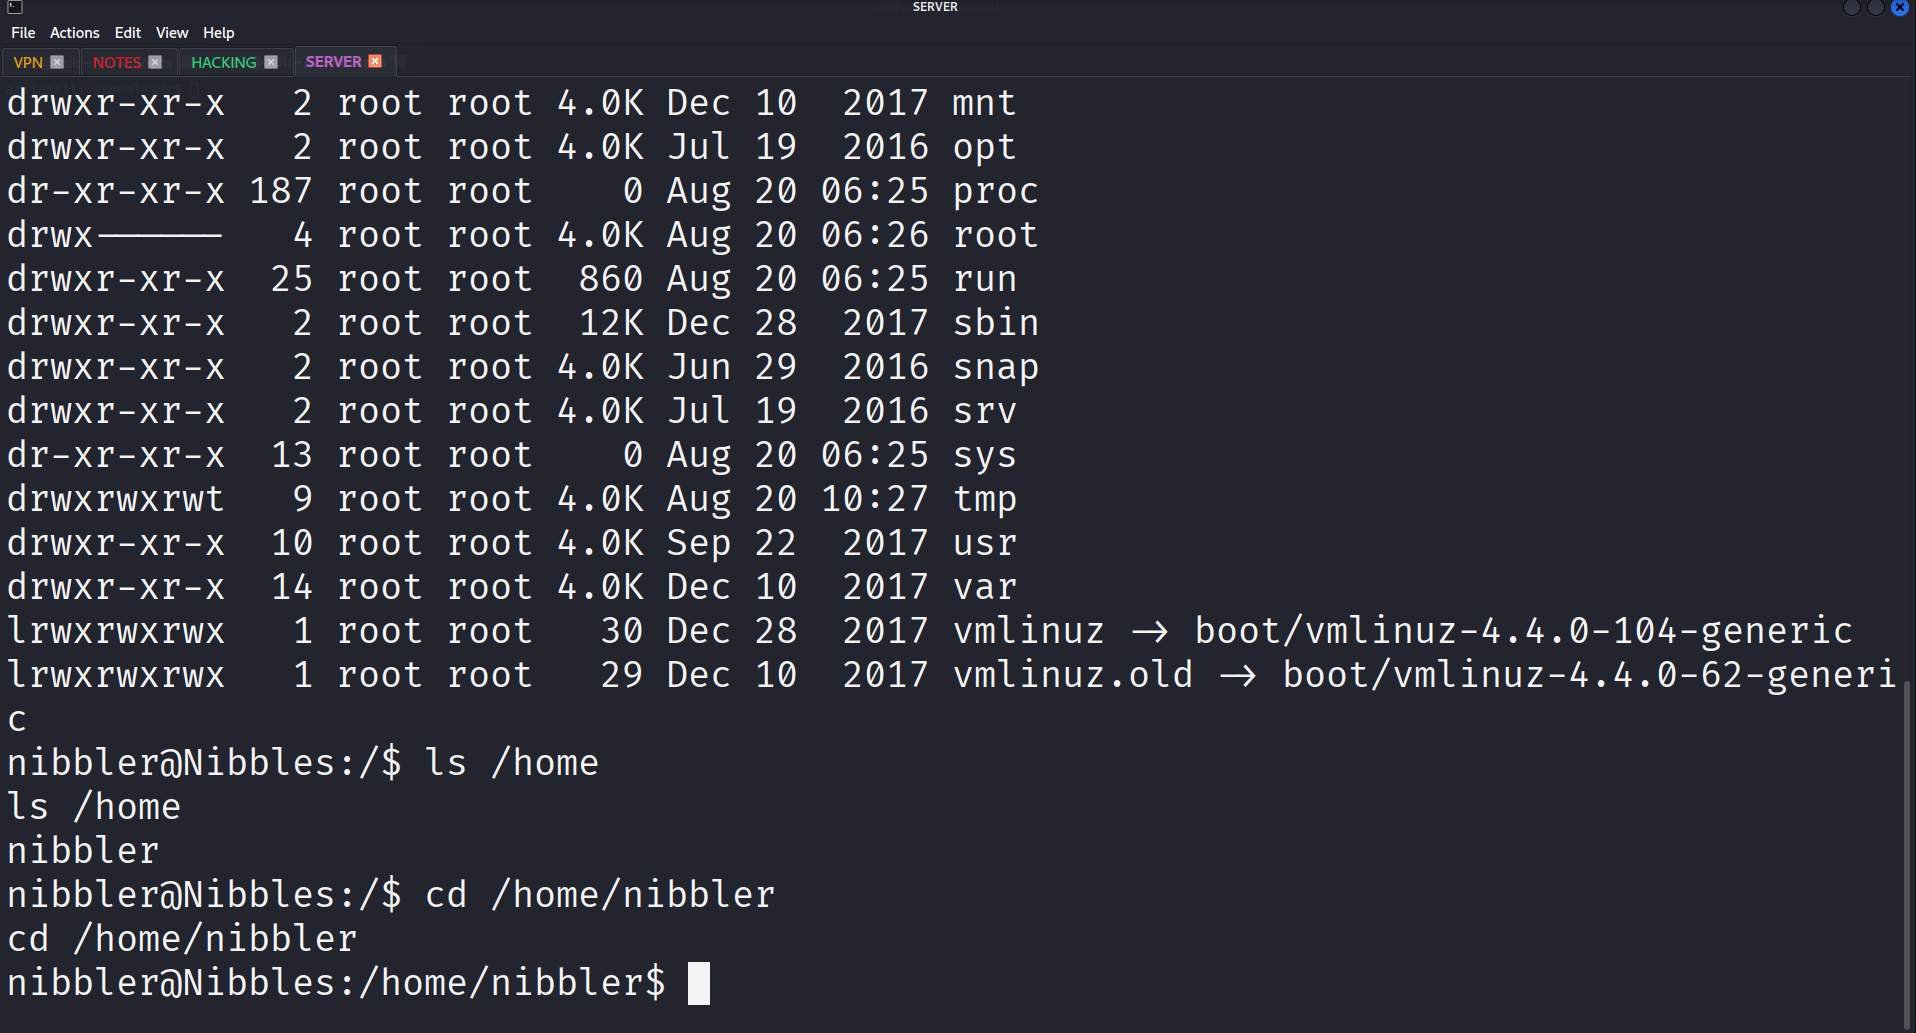 SERVER
File Actions Edit View Help
VPN NOTES HACKING SERVER
drwxr-xr-x   2 root root 4.0K Dec 10  2017 mnt
drwxr-xr-x   2 root root 4.0K Jul 19  2016 opt
dr-xr-xr-x 187 root root    0 Aug 20 06:25 proc
drwx------   4 root root 4.0K Aug 20 06:26 root
drwxr-xr-x  25 root root  860 Aug 20 06:25 run
drwxr-xr-x   2 root root  12K Dec 28  2017 sbin
drwxr-xr-x   2 root root 4.0K Jun 29  2016 snap
drwxr-xr-x   2 root root 4.0K Jul 19  2016 srv
dr-xr-xr-x  13 root root    0 Aug 20 06:25 sys
drwxrwxrwt   9 root root 4.0K Aug 20 10:27 tmp
drwxr-xr-x  10 root root 4.0K Sep 22  2017 usr
drwxr-xr-x  14 root root 4.0K Dec 10  2017 var
lrwxrwxrwx   1 root root   30 Dec 28  2017 vmlinuz -> boot/vmlinuz-4.4.0-104-generic
lrwxrwxrwx   1 root root   29 Dec 10  2017 vmlinuz.old -> boot/vmlinuz-4.4.0-62-generi
c
nibbler@Nibbles:/$ ls /home
ls /home
nibbler
nibbler@Nibbles:/$ cd /home/nibbler
cd /home/nibbler
nibbler@Nibbles:/home/nibbler$